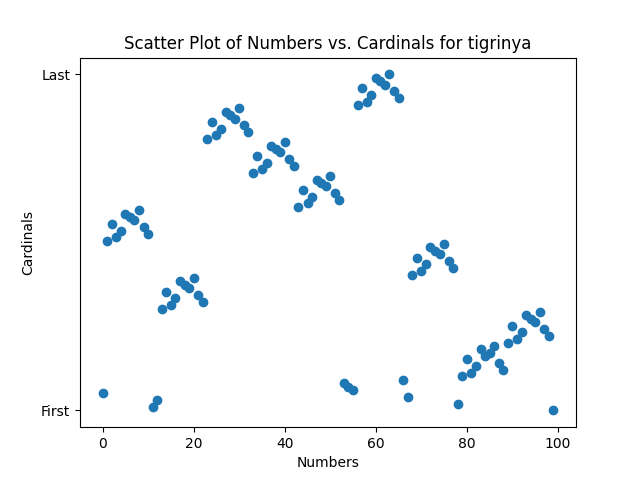 Scatter Plot of Numbers vs. Cardinals for tigrinya
Last
Cardinals
First
0 20 40 60 80 100
Numbers